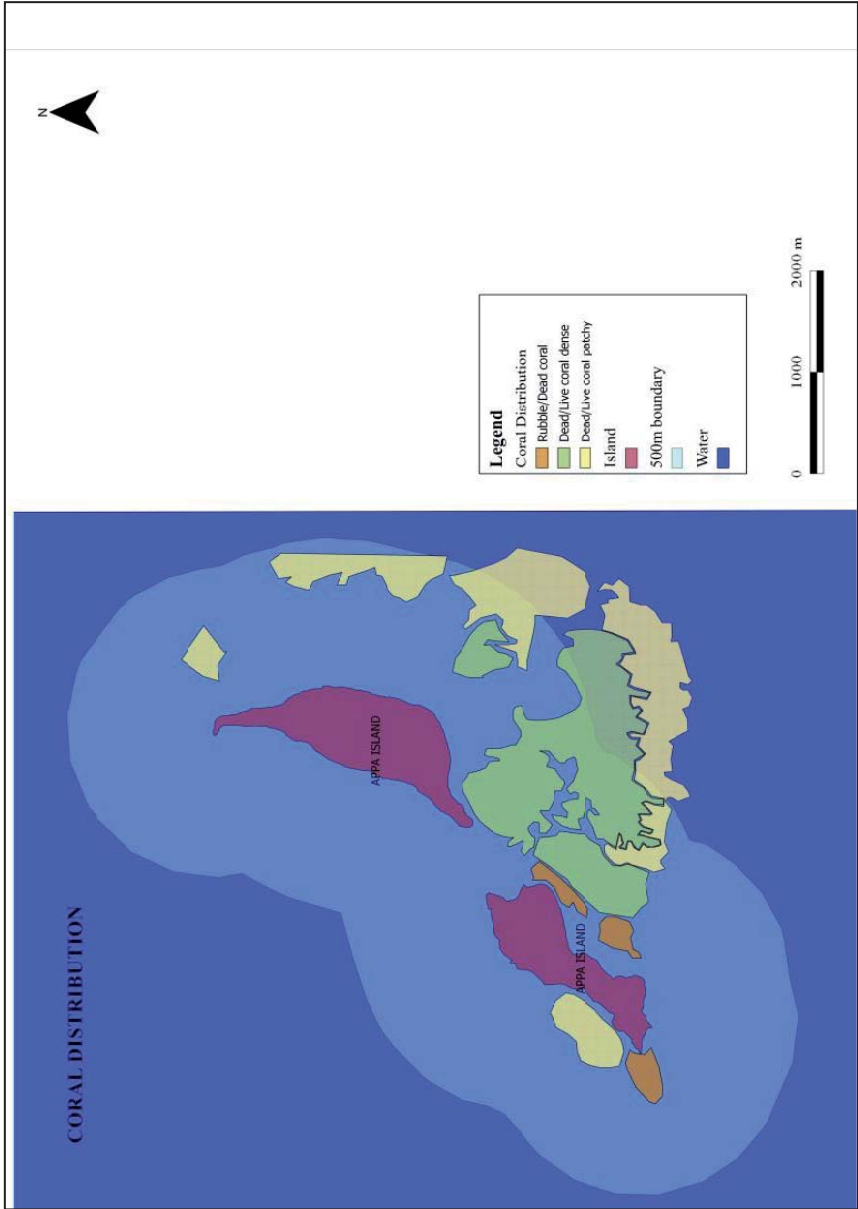 CORAL DISTRIBUTION
N
APPA ISLAND
APPA ISLAND
Legend
Coral Distribution
Rubble/Dead coral
Dead/Live coral dense
Dead/Live coral patchy
Island
500m boundary
Water
0 1000 2000 m